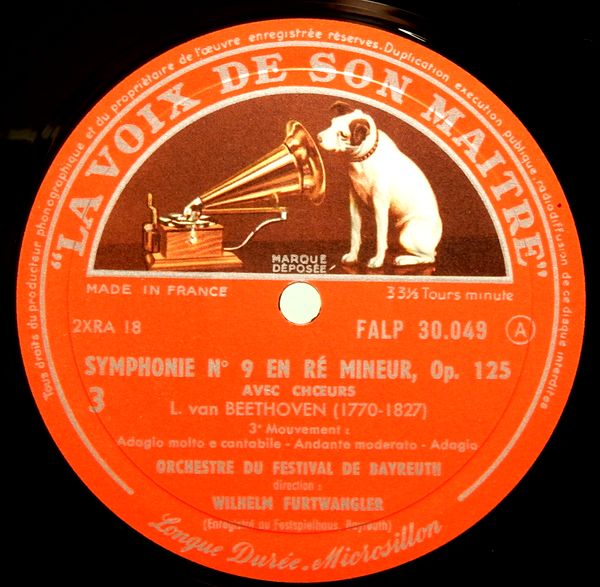 Tous droits du producteur phonographique et du propriétaire de l'œuvre enregistrée réservés. Duplication exécution publique radiodiffusion de ce disque interdites
"LA VOIX DE SON MAITRE"
MARQUE
DÉPOSÉE
MADE IN FRANCE
33⅓ Tours minute
2XRA 18
FALP 30.049 A
SYMPHONIE N° 9 EN RÉ MINEUR, Op. 125
AVEC CHŒURS
3
L. van BEETHOVEN (1770-1827)
3e Mouvement :
Adagio molto e cantabile - Andante moderato - Adagio
ORCHESTRE DU FESTIVAL DE BAYREUTH
direction :
WILHELM FURTWANGLER
(Enregistré au Festspielhaus, Bayreuth)
Longue Durée. Microsillon